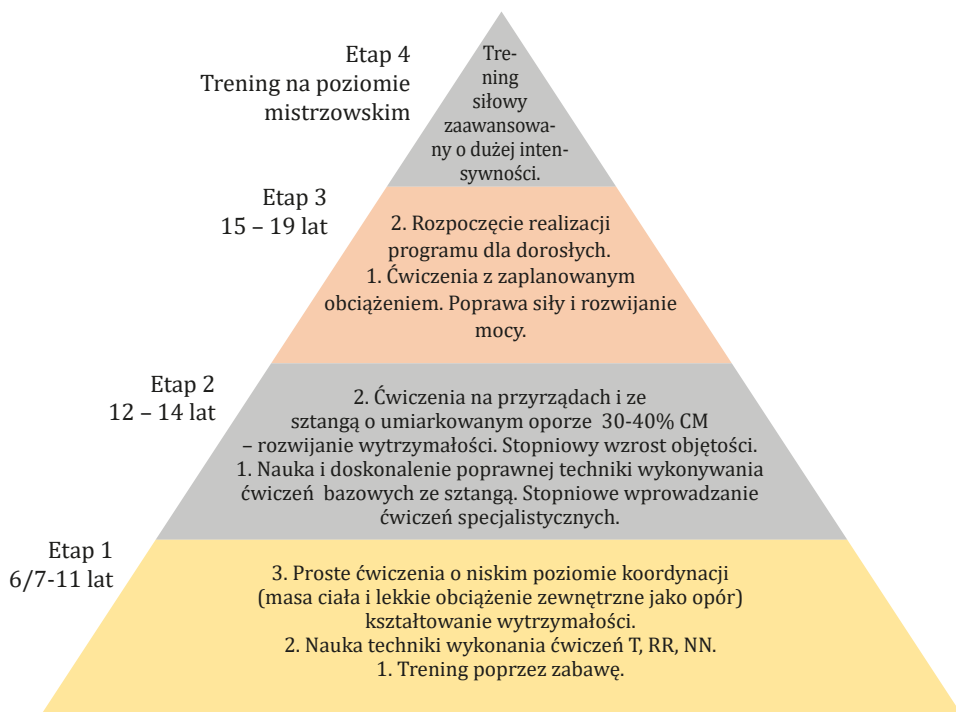 Etap 4
Trening na poziomie
mistrzowskim
Tre-
ning
siłowy
zaawansowa-
ny o dużej inten-
sywności.
Etap 3
15 – 19 lat
2. Rozpoczęcie realizacji
programu dla dorosłych.
1. Ćwiczenia z zaplanowanym
obciążeniem. Poprawa siły i rozwijanie
mocy.
Etap 2
12 – 14 lat
2. Ćwiczenia na przyrządach i ze
sztangą o umiarkowanym oporze 30-40% CM
– rozwijanie wytrzymałości. Stopniowy wzrost objętości.
1. Nauka i doskonalenie poprawnej techniki wykonywania
ćwiczeń bazowych ze sztangą. Stopniowe wprowadzanie
ćwiczeń specjalistycznych.
Etap 1
6/7-11 lat
3. Proste ćwiczenia o niskim poziomie koordynacji
(masa ciała i lekkie obciążenie zewnętrzne jako opór)
kształtowanie wytrzymałości.
2. Nauka techniki wykonania ćwiczeń T, RR, NN.
1. Trening poprzez zabawę.